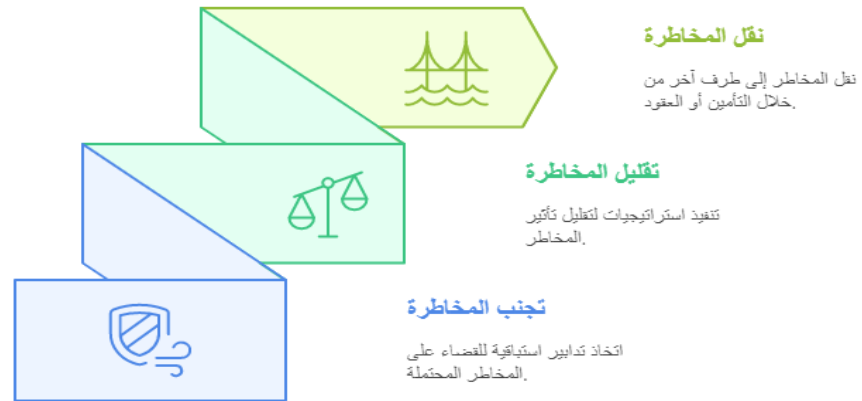 نقل المخاطرة
نقل المخاطر إلى طرف آخر من
خلال التأمين أو العقود.
تقليل المخاطرة
تنفيذ استراتيجيات لتقليل تأثير
المخاطر.
تجنب المخاطرة
اتخاذ تدابير استباقية للقضاء على
المخاطر المحتملة.